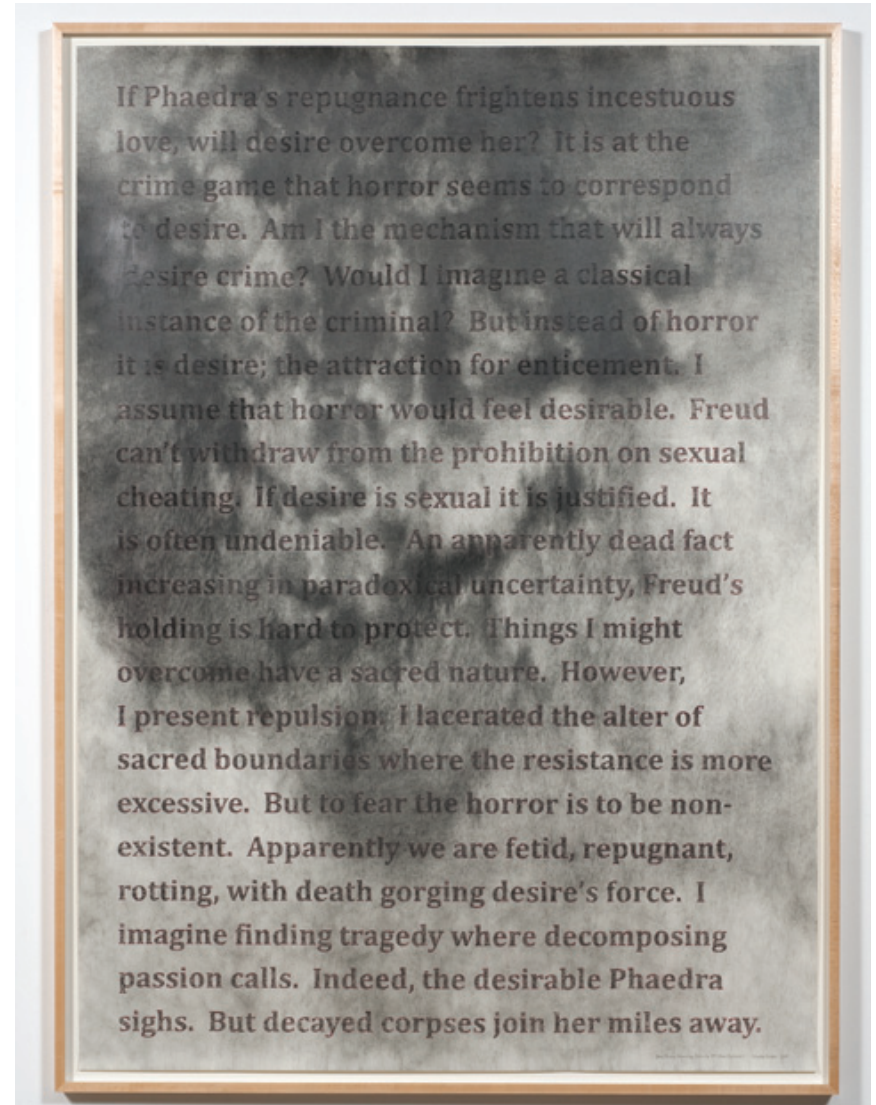 If Phaedra's repugnance frightens incestuous
love, will desire overcome her?  It is at the
crime game that horror seems to correspond
to desire.  Am I the mechanism that will always
desire crime?  Would I imagine a classical
instance of the criminal?  But instead of horror
it is desire; the attraction for enticement.  I
assume that horror would feel desirable.  Freud
can't withdraw from the prohibition on sexual
cheating.  If desire is sexual it is justified.  It
is often undeniable.  An apparently dead fact
increasing in paradoxical uncertainty, Freud's
holding is hard to protect.  Things I might
overcome have a sacred nature.  However,
I present repulsion.  I lacerated the alter of
sacred boundaries where the resistance is more
excessive.  But to fear the horror is to be non-
existent.  Apparently we are fetid, repugnant,
rotting, with death gorging desire's force.  I
imagine finding tragedy where decomposing
passion calls.  Indeed, the desirable Phaedra
sighs.  But decayed corpses join her miles away.